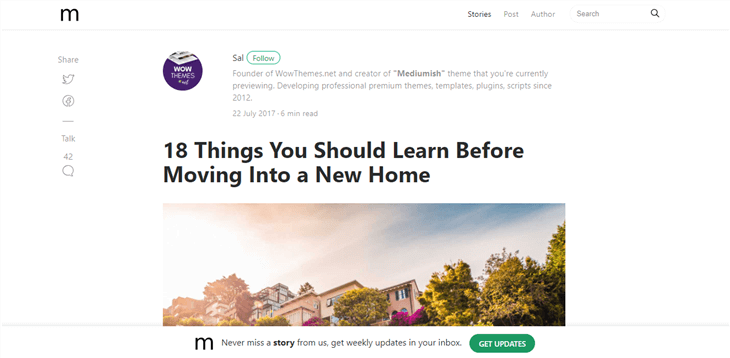 m
Stories Post Author Search
Share
Talk
42
WOW
THEMES
Sal Follow
Founder of WowThemes.net and creator of "Mediumish" theme that you're currently
previewing. Developing professional premium themes, templates, plugins, scripts since
2012.
22 July 2017 · 6 min read
18 Things You Should Learn Before
Moving Into a New Home
m Never miss a story from us, get weekly updates in your inbox. GET UPDATES